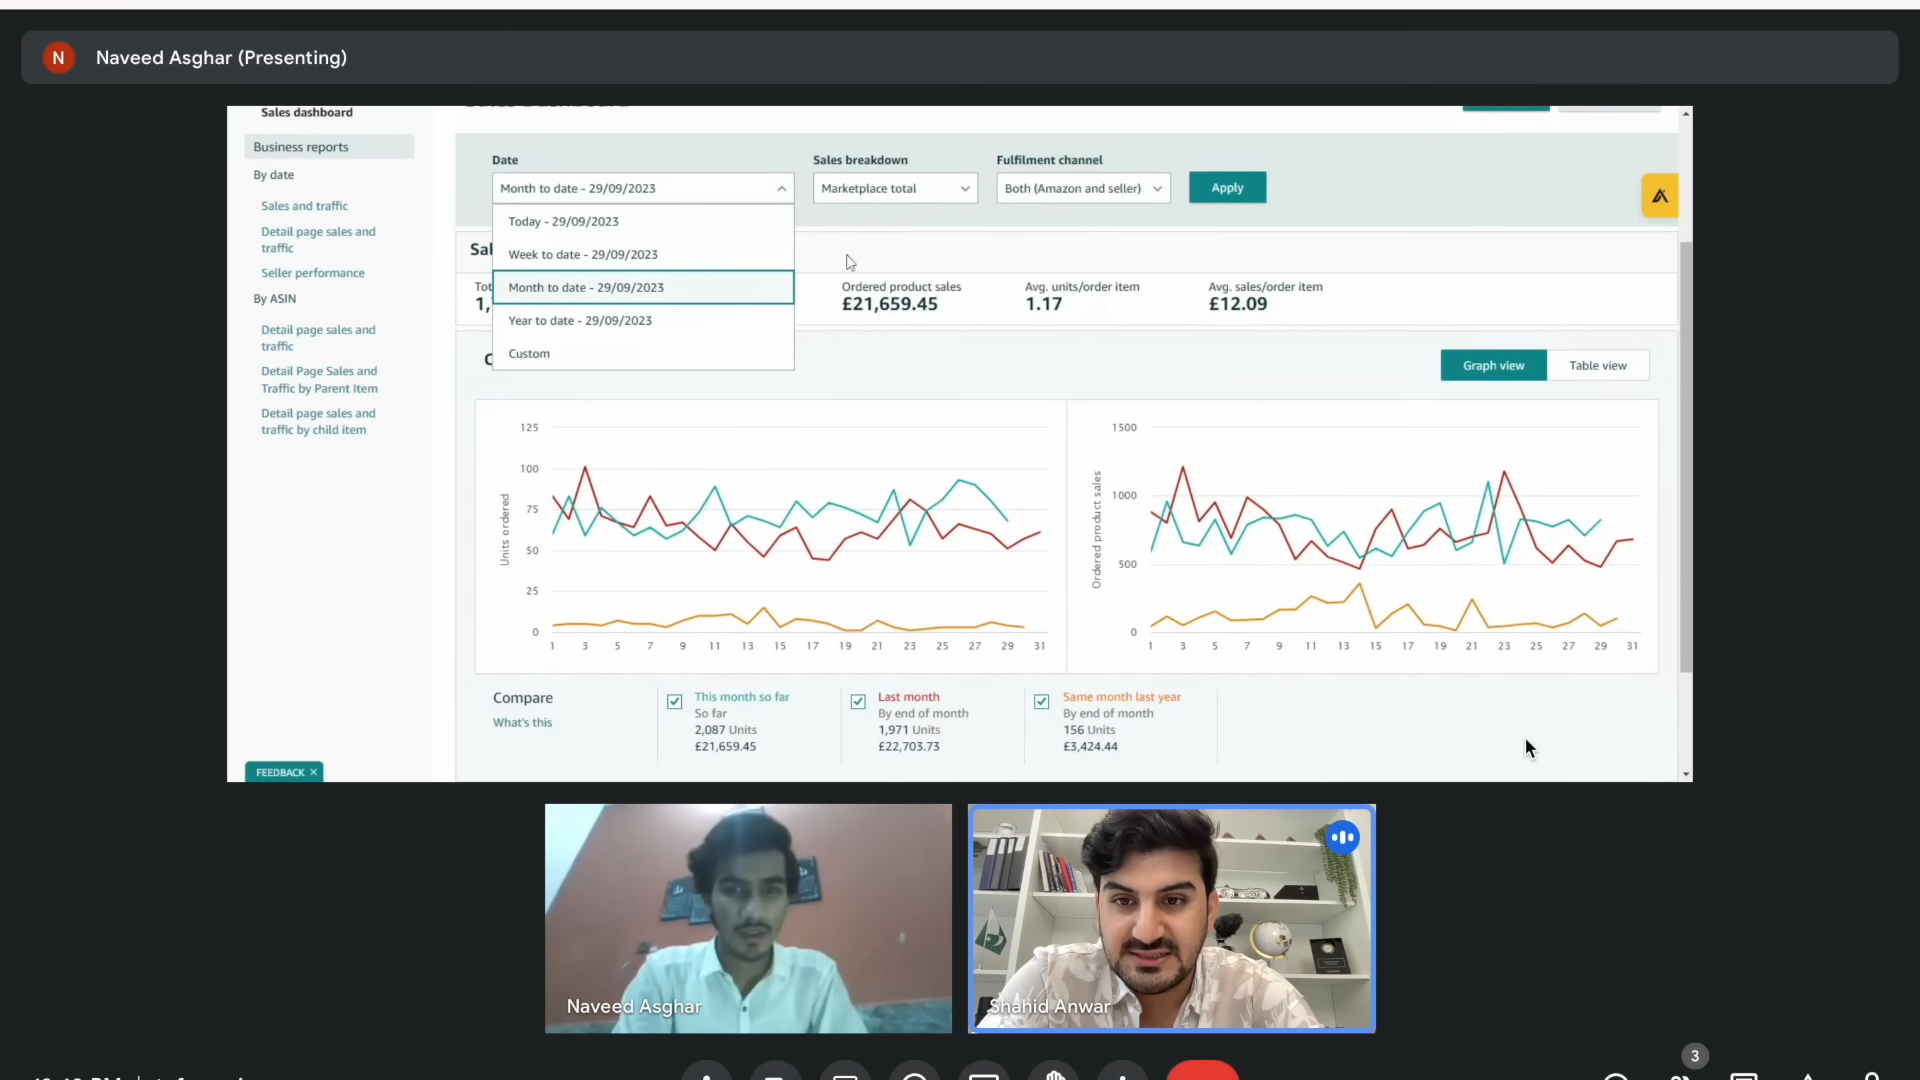 N
Naveed Asghar (Presenting)
Sales dashboard
Business reports
By date
Sales and traffic
Detail page sales and
traffic
Seller performance
By ASIN
Detail page sales and
traffic
Detail Page Sales and
Traffic by Parent Item
Detail page sales and
traffic by child item
FEEDBACK ×
Date
Sales breakdown
Fulfilment channel
Month to date - 29/09/2023
Marketplace total
Both (Amazon and seller)
Apply
Today - 29/09/2023
Week to date - 29/09/2023
Month to date - 29/09/2023
Year to date - 29/09/2023
Custom
Sal
Tot
1,
Ordered product sales
£21,659.45
Avg. units/order item
1.17
Avg. sales/order item
£12.09
C
Graph view
Table view
Units ordered
125
100
75
50
25
0
1 3 5 7 9 11 13 15 17 19 21 23 25 27 29 31
Ordered product sales
1500
1000
500
0
1 3 5 7 9 11 13 15 17 19 21 23 25 27 29 31
Compare
What's this
This month so far
So far
2,087 Units
£21,659.45
Last month
By end of month
1,971 Units
£22,703.73
Same month last year
By end of month
156 Units
£3,424.44
Naveed Asghar
Shahid Anwar
3